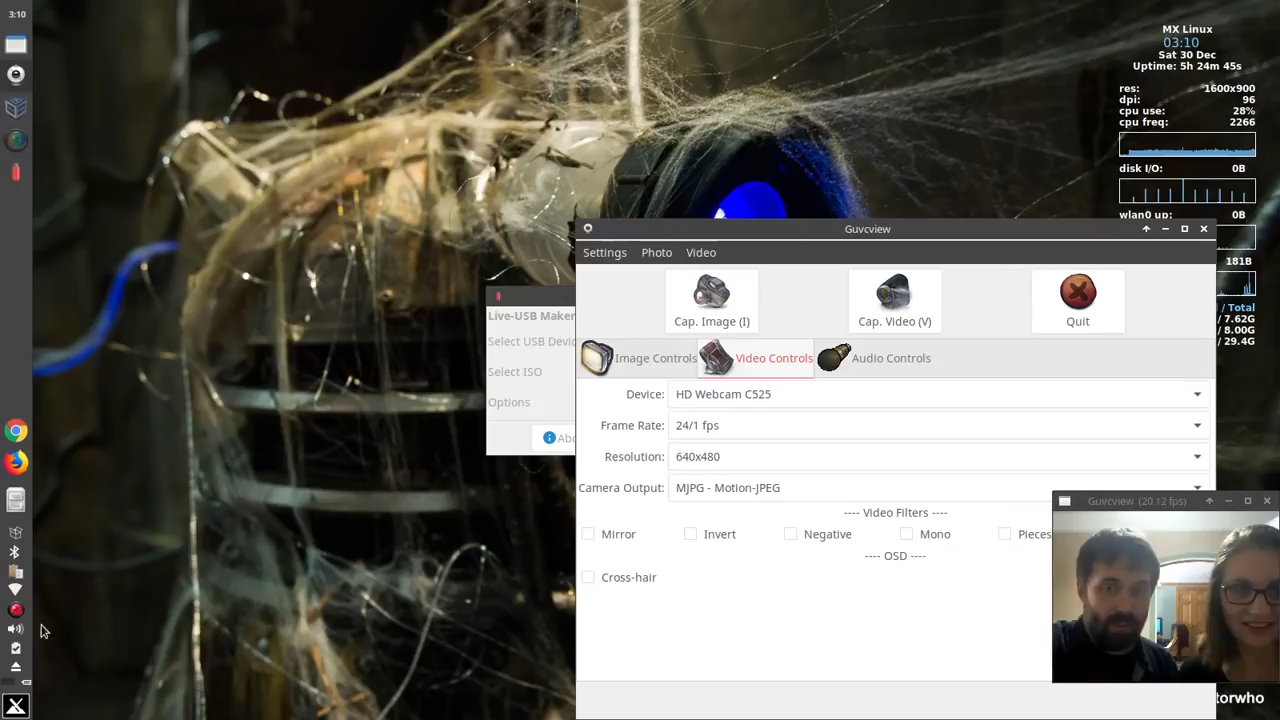 3:10
MX Linux
03:10
Sat 30 Dec
Uptime: 5h 24m 45s
res: 1600x900
dpi: 96
cpu use: 28%
cpu freq: 2266
disk I/O: 0B
wlan0 up: 0B
181B
/ Total
/ 7.62G
/ 8.00G
/ 29.4G
Guvcview
Settings Photo Video
Cap. Image (I) Cap. Video (V) Quit
Image Controls Video Controls Audio Controls
Device: HD Webcam C525
Frame Rate: 24/1 fps
Resolution: 640x480
Camera Output: MJPG - Motion-JPEG
---- Video Filters ----
Mirror Invert Negative Mono Pieces
---- OSD ----
Cross-hair
Live-USB Maker
Select USB Devic
Select ISO
Options
Abo
Guvcview (20.12 fps)
torwho